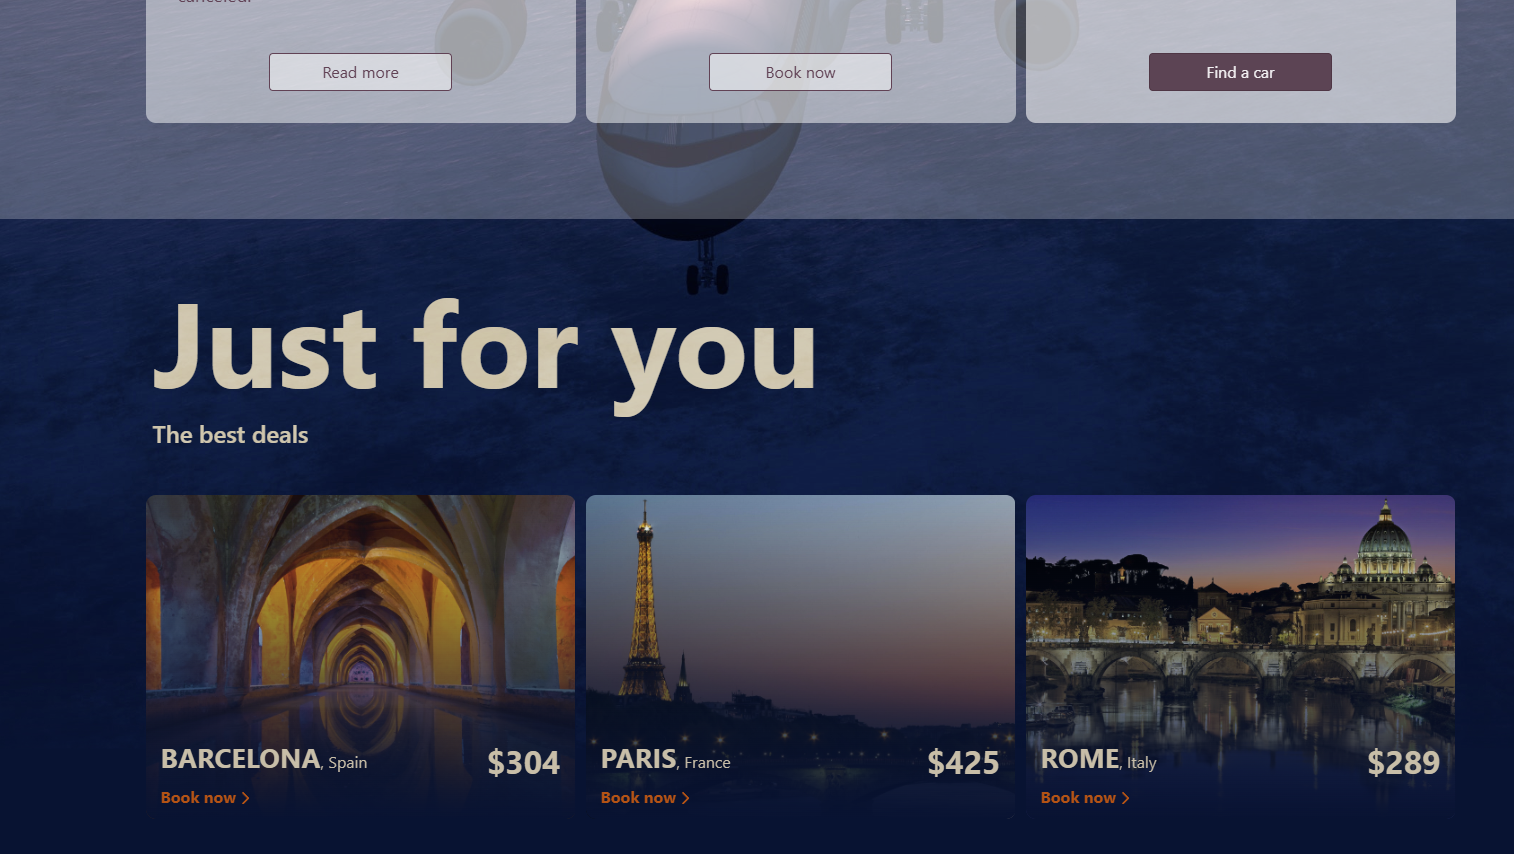 Read more
Book now
Find a car
Just for you
The best deals
BARCELONA, Spain
$304
Book now
PARIS, France
$425
Book now
ROME, Italy
$289
Book now